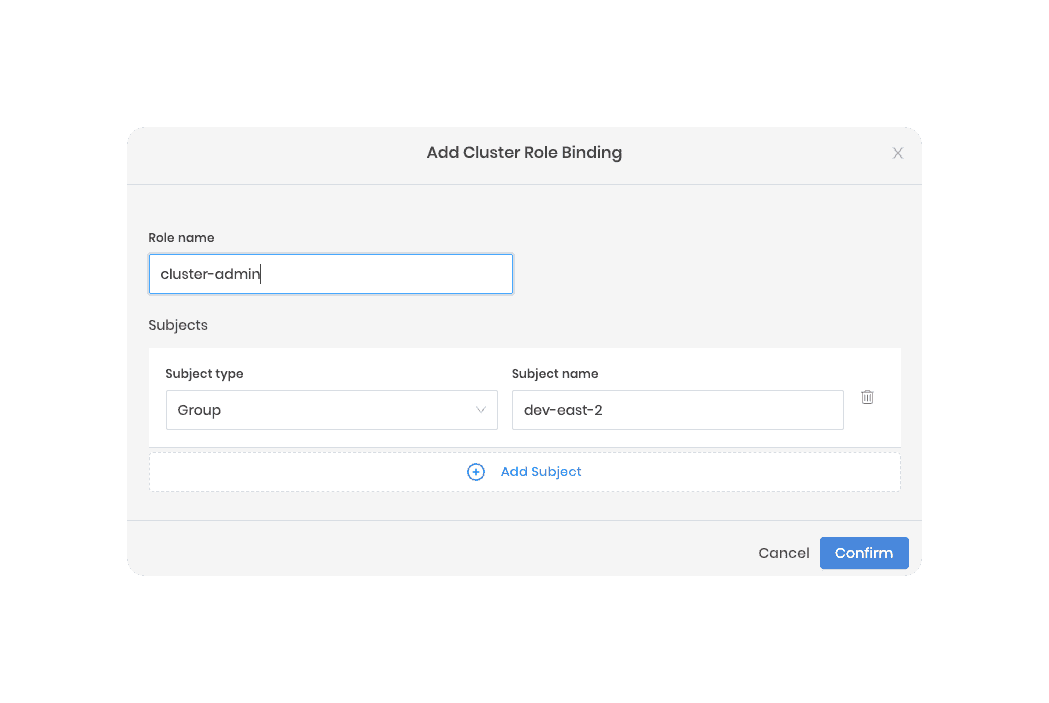 Add Cluster Role Binding X
Role name
cluster-admin
Subjects
Subject type Subject name
Group dev-east-2
Add Subject
Cancel Confirm